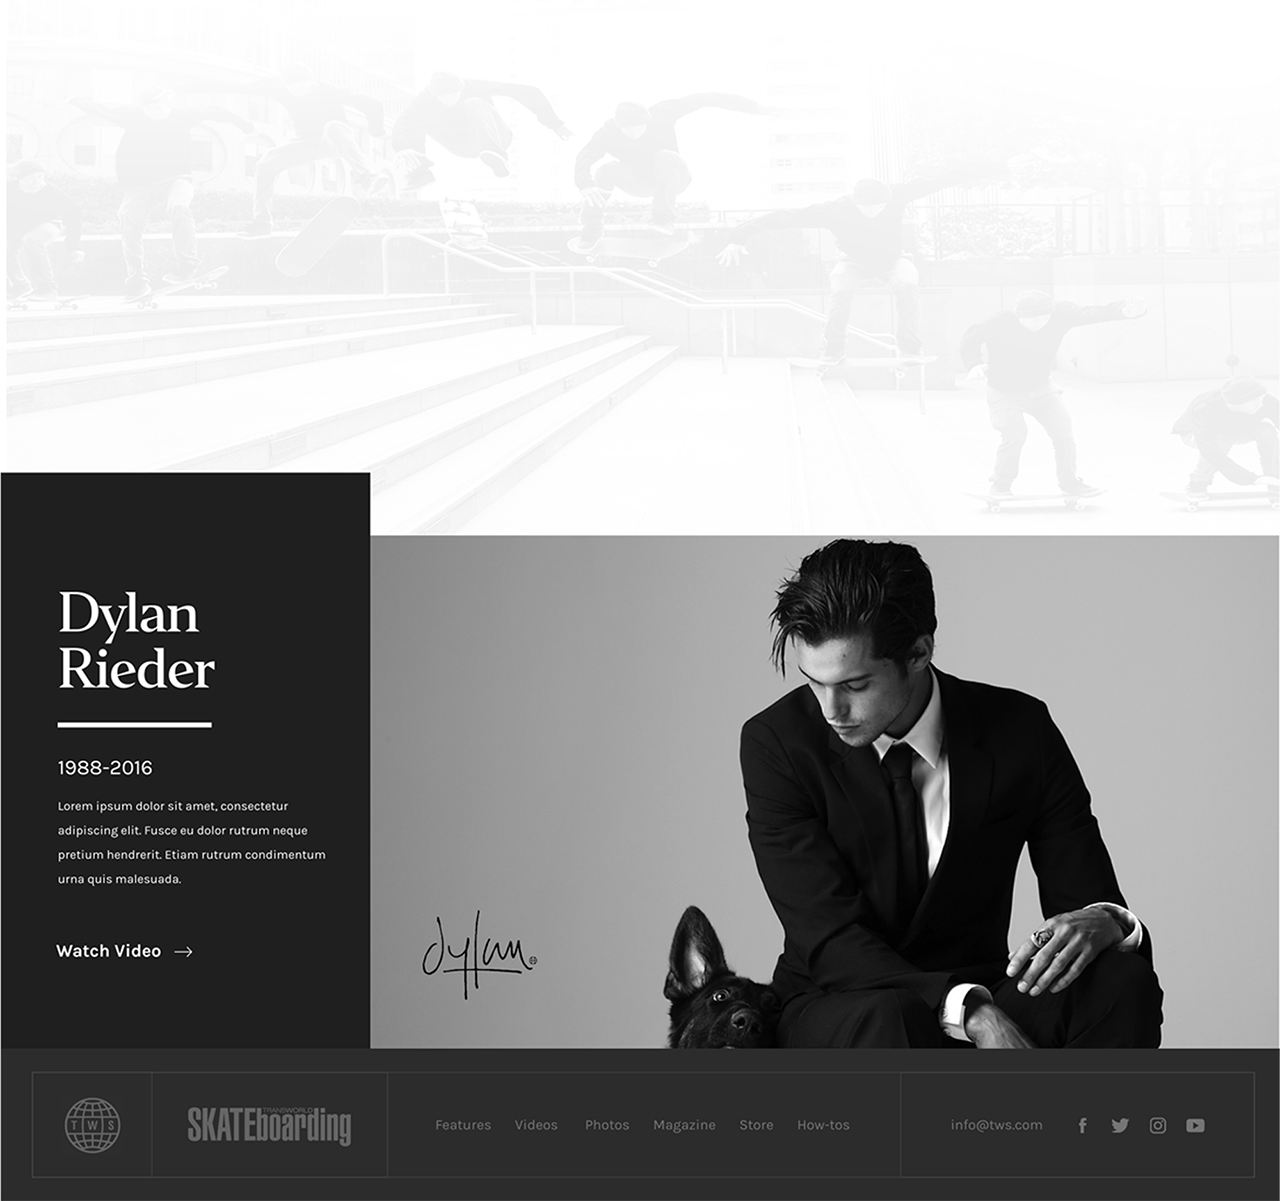 Dylan
Rieder
1988-2016
Lorem ipsum dolor sit amet, consectetur
adipiscing elit. Fusce eu dolor rutrum neque
pretium hendrerit. Etiam rutrum condimentum
urna quis malesuada.
Watch Video
dylan
TWS
TRANSWORLD
SKATEboarding
Features Videos Photos Magazine Store How-tos
info@tws.com